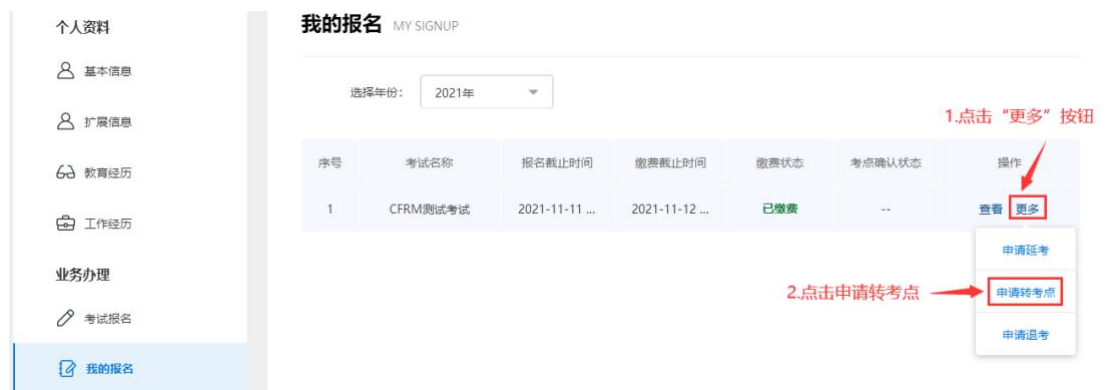 个人资料
基本信息
扩展信息
教育经历
工作经历
业务办理
考试报名
我的报名
我的报名 MY SIGNUP
选择年份： 2021年
1.点击“更多”按钮
序号 考试名称 报名截止时间 缴费截止时间 缴费状态 考点确认状态 操作
1 CFRM测试考试 2021-11-11 ... 2021-11-12 ... 已缴费 -- 查看 更多
申请延考
2.点击申请转考点 申请转考点
申请退考